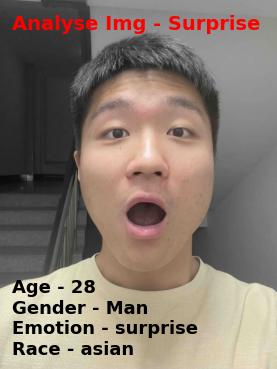 Analyse Img - Surprise
Age - 28
Gender - Man
Emotion - surprise
Race - asian